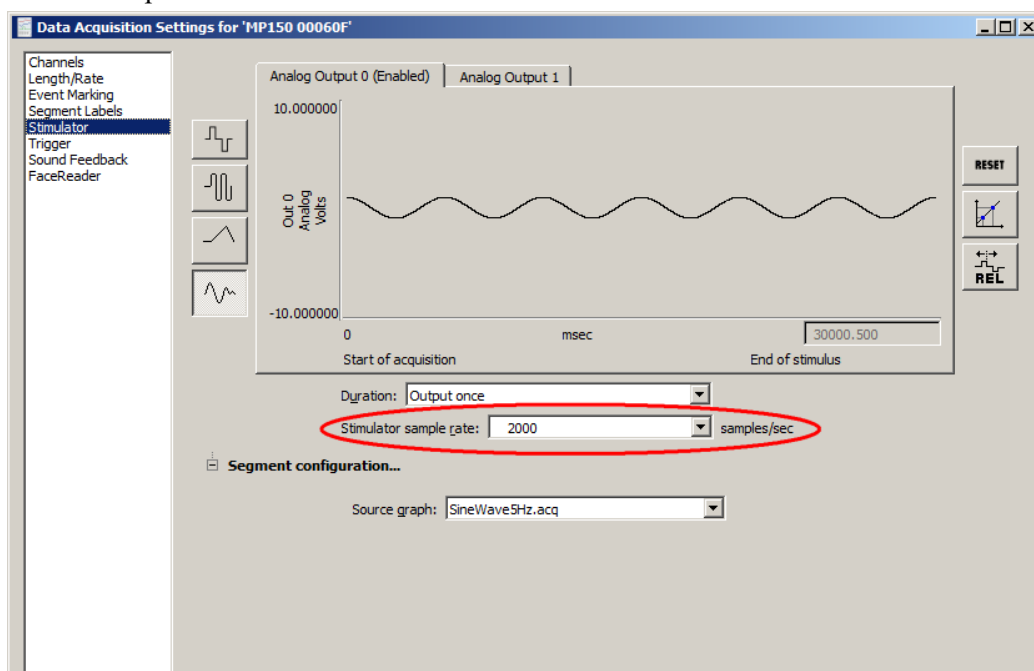 Data Acquisition Settings for 'MP150 00060F'
Channels
Length/Rate
Event Marking
Segment Labels
Stimulator
Trigger
Sound Feedback
FaceReader
Analog Output 0 (Enabled)
Analog Output 1
10.000000
Out 0
Analog
Volts
-10.000000
0
msec
30000.500
Start of acquisition
End of stimulus
RESET
REL
Duration: Output once
Stimulator sample rate: 2000 samples/sec
Segment configuration...
Source graph: SineWave5Hz.acq